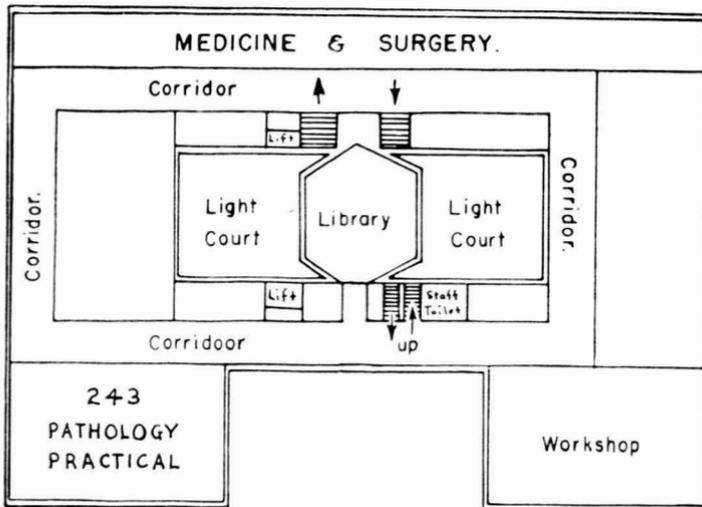 MEDICINE & SURGERY.
Corridor
Lift
Corridor.
Light
Court
Library
Light
Court
Corridor.
Lift
Staff
Toilet
Corridoor
up
243
PATHOLOGY
PRACTICAL
Workshop